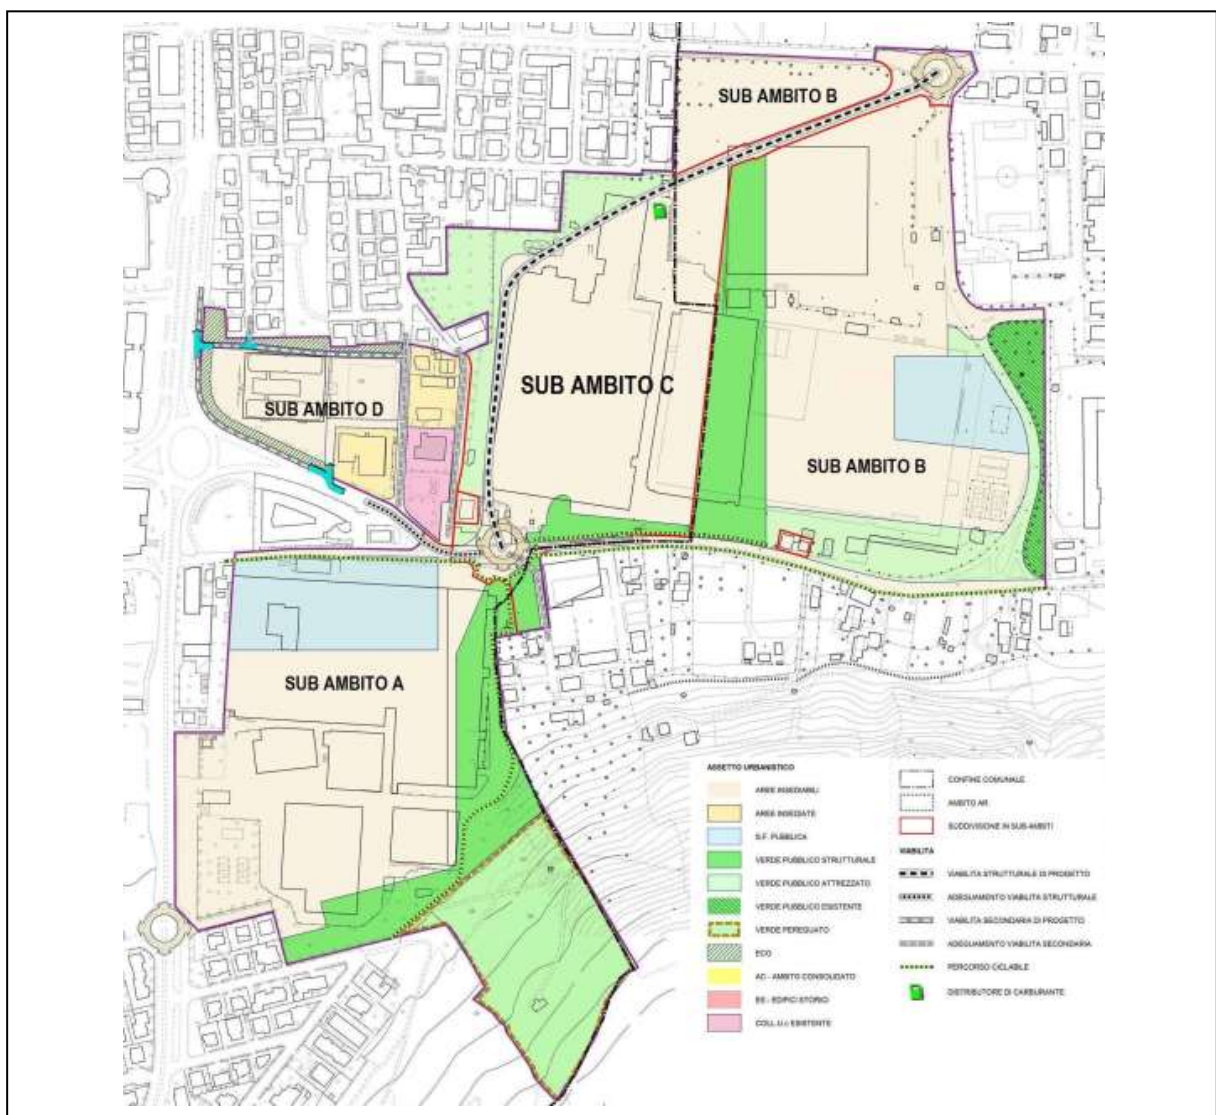 SUB AMBITO B
SUB AMBITO C
SUB AMBITO D
SUB AMBITO B
SUB AMBITO A
ASSETTO URBANISTICO
AREE INSEDIABILI
AREE INSEDIATE
S.F. PUBBLICA
VERDE PUBBLICO STRUTTURALE
VERDE PUBBLICO ATTREZZATO
VERDE PUBBLICO ESISTENTE
VERDE PEREQUATO
ECO
AC - AMBITO CONSOLIDATO
ES - EDIFICI STORICI
COLL.U.c ESISTENTE
CONFINE COMUNALE
AMBITO AR
SUDDIVISIONE IN SUB-AMBITI
VIABILITA
VIABILITA STRUTTURALE DI PROGETTO
ADEGUAMENTO VIABILITA STRUTTURALE
VIABILITA SECONDARIA DI PROGETTO
ADEGUAMENTO VIABILITA SECONDARIA
PERCORSO CICLABILE
DISTRIBUTORE DI CARBURANTE